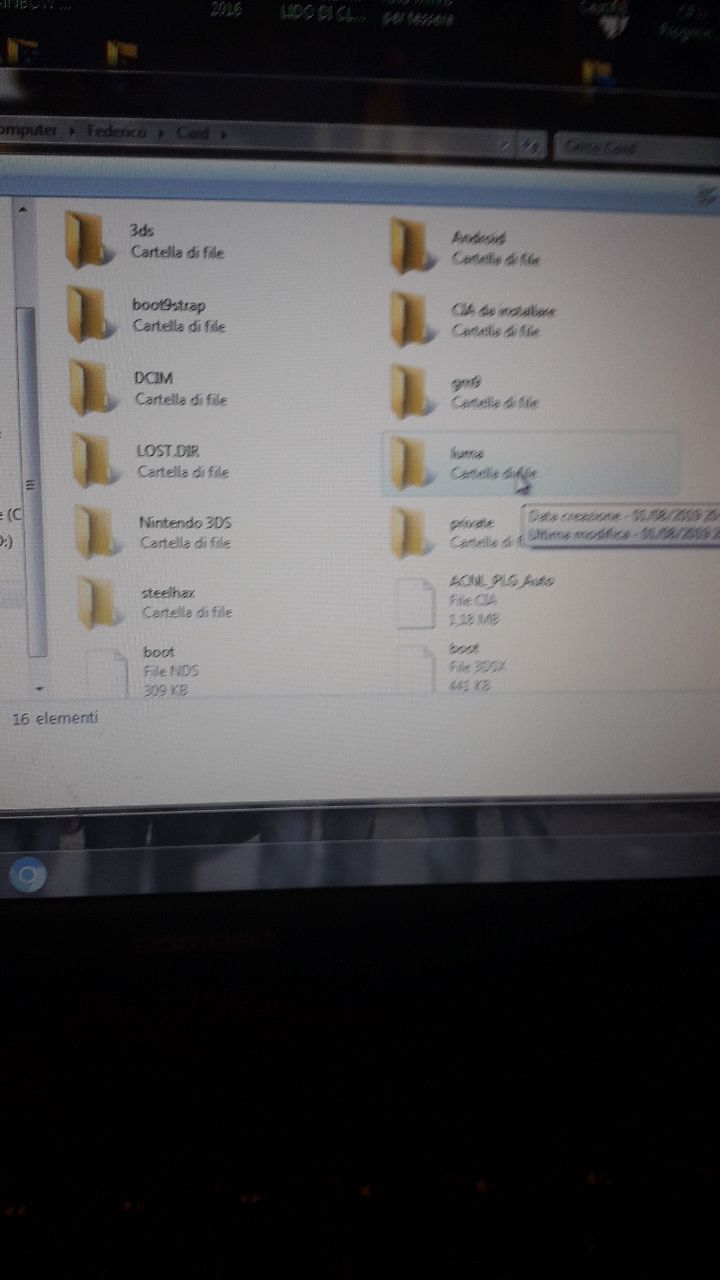 2016
LIDO DI CL...
per tessere
omputer
Federico
Card
Cerca Card
3ds
Cartella di file
Android
Cartella di file
boot9strap
Cartella di file
CIA da installare
Cartella di file
DCIM
Cartella di file
gm9
Cartella di file
LOST.DIR
Cartella di file
luma
Cartella di file
Nintendo 3DS
Cartella di file
private
Cartella di f
Data creazione - 01/08/2019 20
Ultima modifica - 01/08/2019 2
steelhax
Cartella di file
ACNL_PLG_Auto
File CIA
1,18 MB
boot
File NDS
309 KB
boot
File 3DSX
441 KB
e (C
D:)
16 elementi